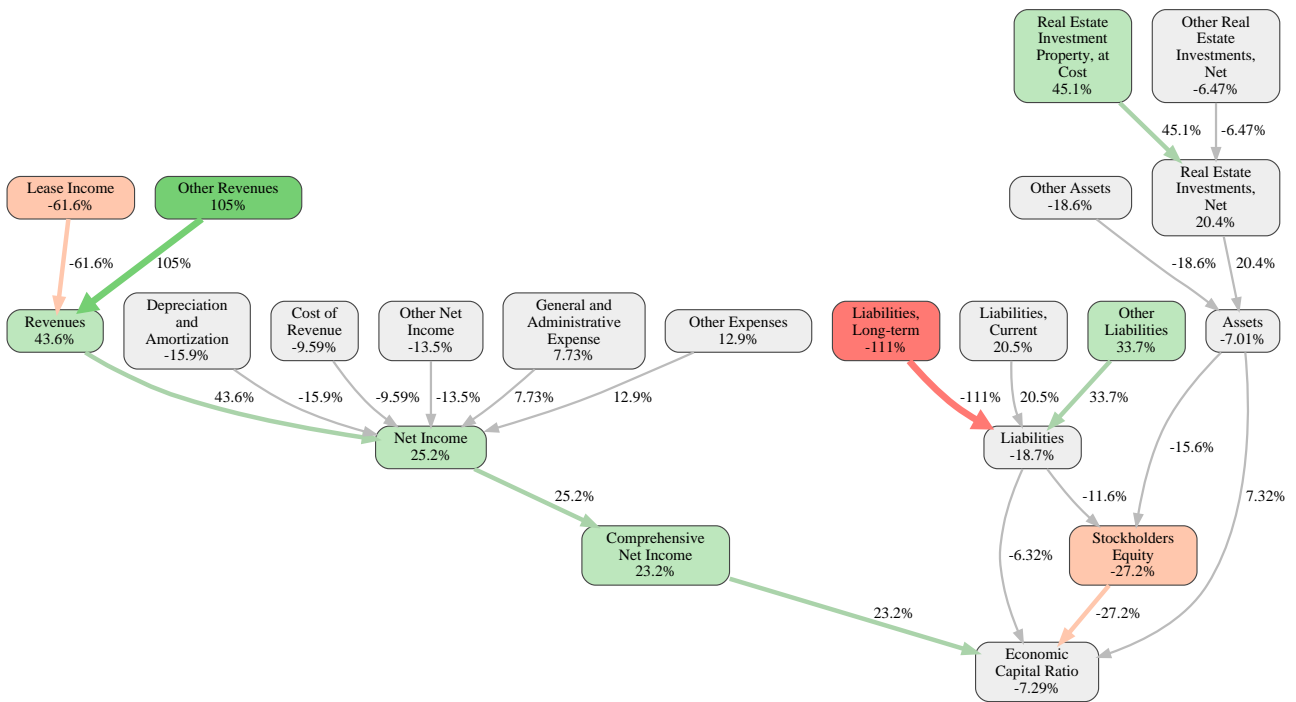 Real Estate
Investment
Property, at
Cost
45.1%
Other Real
Estate
Investments,
Net
-6.47%
45.1%
-6.47%
Lease Income
-61.6%
Other Revenues
105%
Other Assets
-18.6%
Real Estate
Investments,
Net
20.4%
-61.6%
105%
-18.6%
20.4%
Revenues
43.6%
Depreciation
and
Amortization
-15.9%
Cost of
Revenue
-9.59%
Other Net
Income
-13.5%
General and
Administrative
Expense
7.73%
Other Expenses
12.9%
Liabilities,
Long-term
-111%
Liabilities,
Current
20.5%
Other
Liabilities
33.7%
Assets
-7.01%
43.6%
-15.9%
-9.59%
-13.5%
7.73%
12.9%
-111%
20.5%
33.7%
Net Income
25.2%
Liabilities
-18.7%
-15.6%
25.2%
-11.6%
7.32%
Comprehensive
Net Income
23.2%
-6.32%
Stockholders
Equity
-27.2%
23.2%
-27.2%
Economic
Capital Ratio
-7.29%